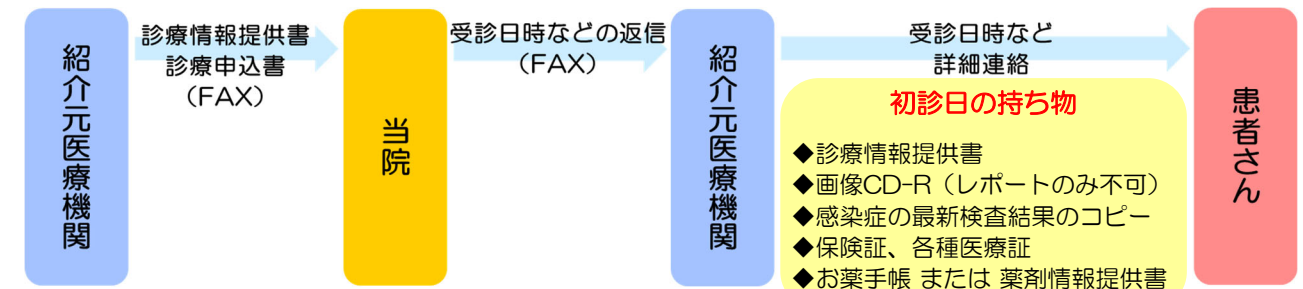 紹介元医療機関
診療情報提供書
診療申込書
（FAX）
当院
受診日時などの返信
（FAX）
紹介元医療機関
受診日時など
詳細連絡
初診日の持ち物
◆診療情報提供書
◆画像CD-R（レポートのみ不可）
◆感染症の最新検査結果のコピー
◆保険証、各種医療証
◆お薬手帳 または 薬剤情報提供書
患者さん